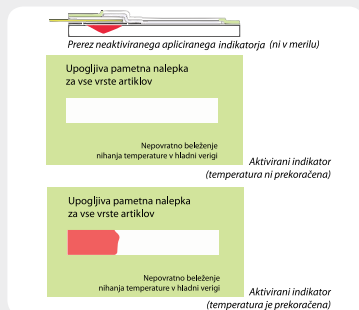 Prerez neaktiviranega apliciranega indikatorja (ni v merilu)
Upogljiva pametna nalepka
za vse vrste artiklov
Nepovratno beleženje
nihanja temperature v hladni verigi
Aktivirani indikator
(temperatura ni prekoračena)
Upogljiva pametna nalepka
za vse vrste artiklov
Nepovratno beleženje
nihanja temperature v hladni verigi
Aktivirani indikator
(temperatura je prekoračena)